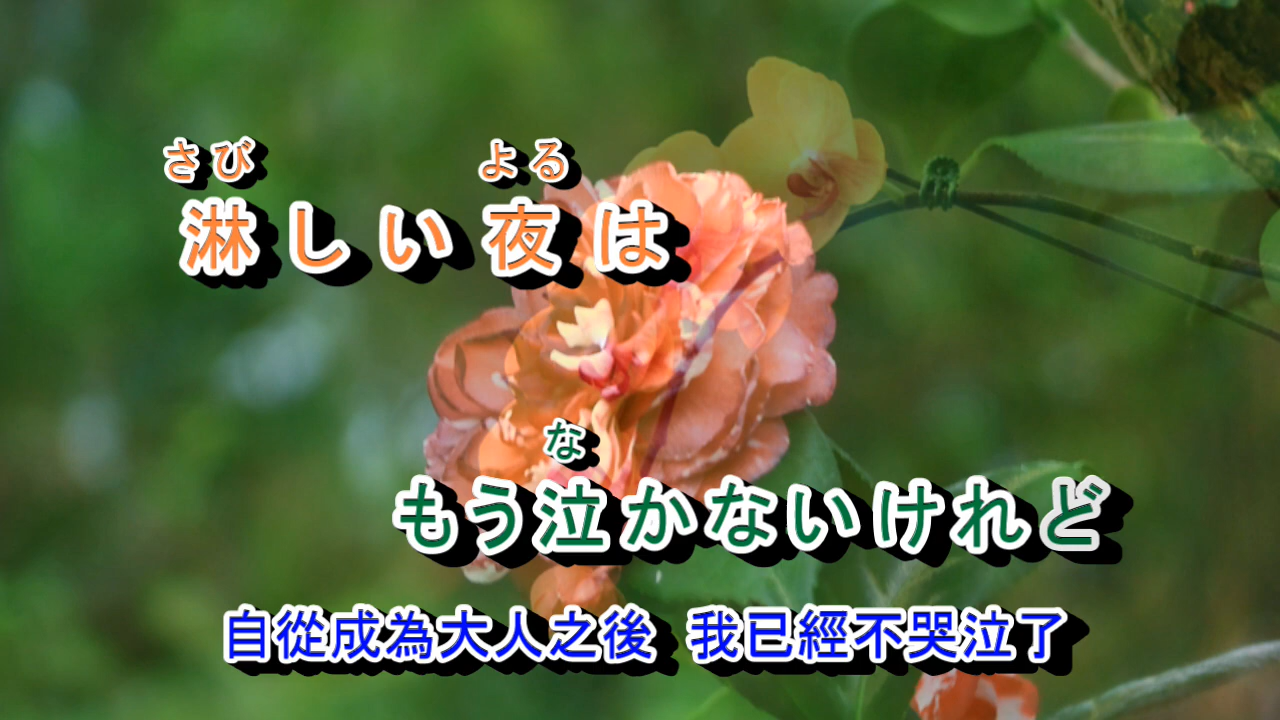 さび よる
淋しい夜は
な
もう泣かないけれど
自從成為大人之後 我已經不哭泣了